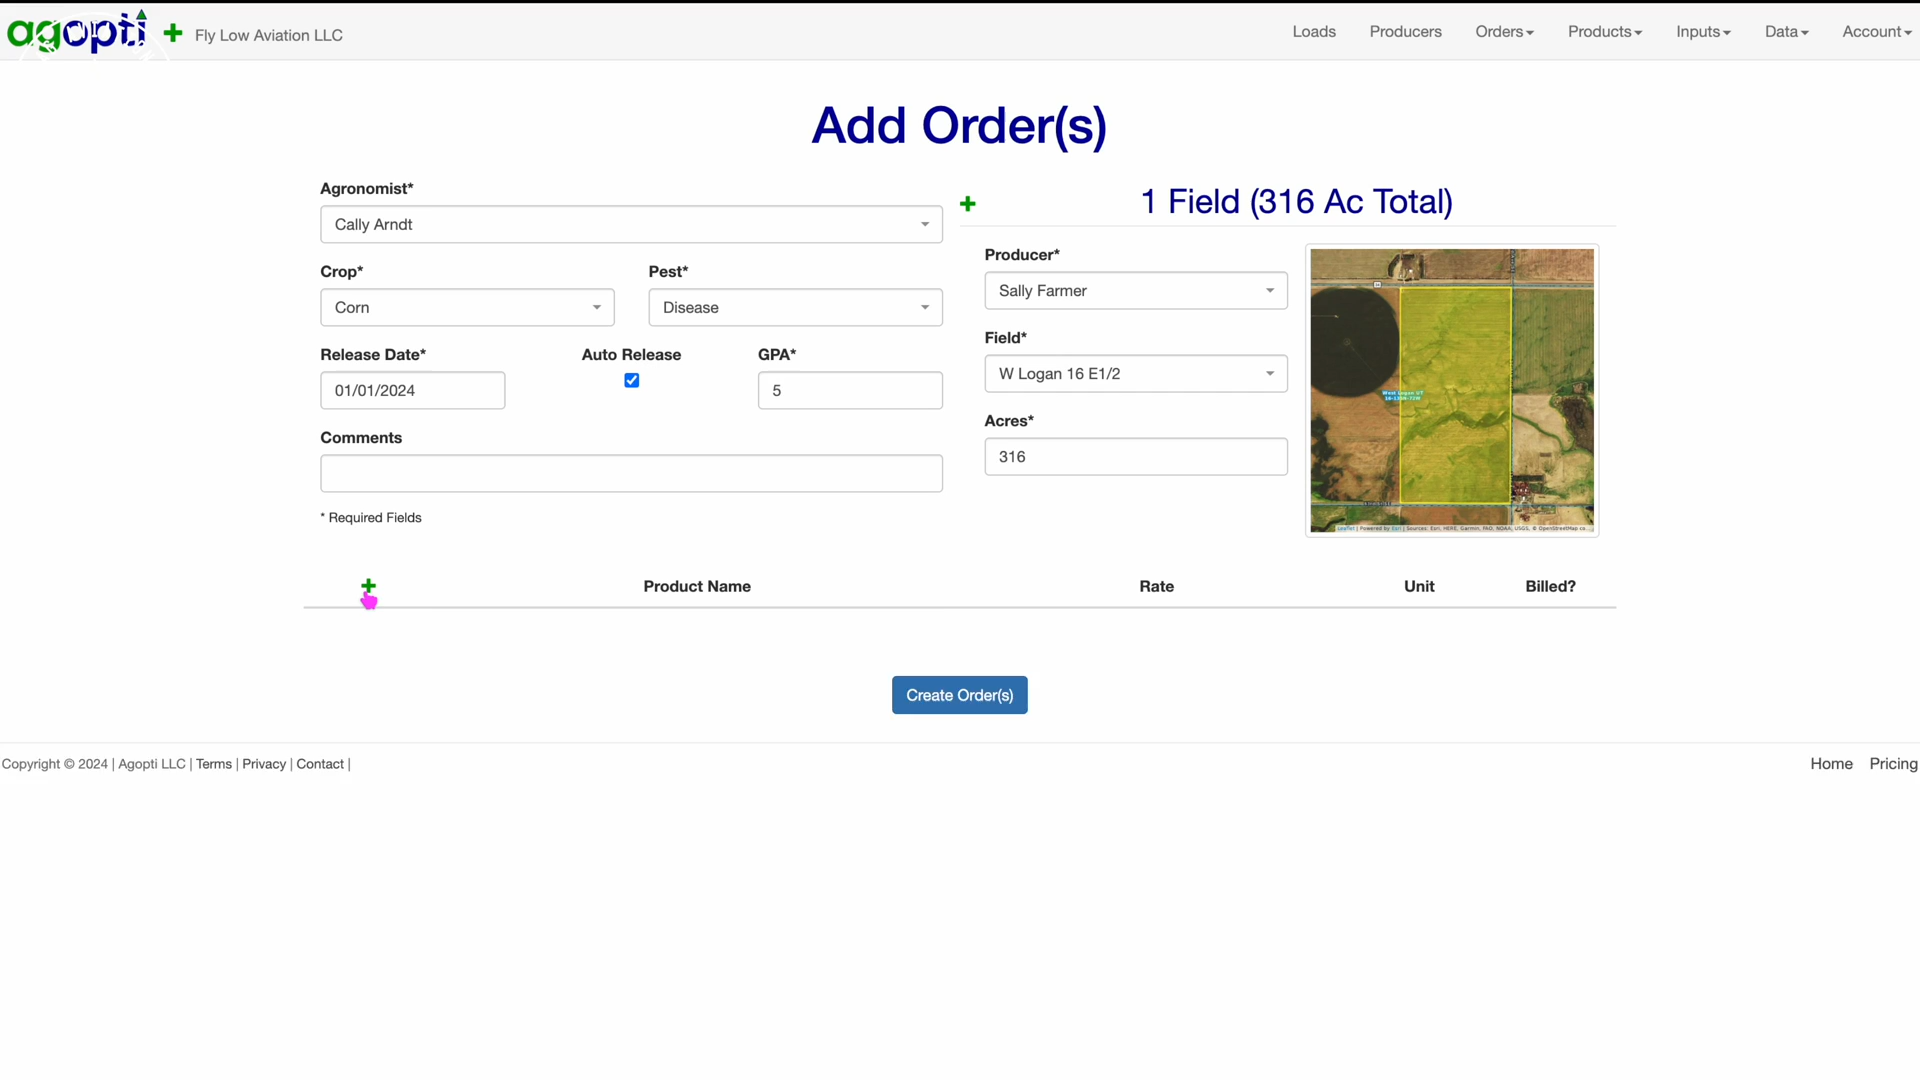 agopti
Fly Low Aviation LLC
Loads Producers Orders Products Inputs Data Account
Add Order(s)
Agronomist*
Cally Arndt
Crop* Pest*
Corn Disease
Release Date* Auto Release GPA*
01/01/2024 5
Comments
* Required Fields
1 Field (316 Ac Total)
Producer*
Sally Farmer
Field*
W Logan 16 E1/2
Acres*
316
Product Name Rate Unit Billed?
Create Order(s)
Copyright © 2024 | Agopti LLC | Terms | Privacy | Contact |
Home Pricing